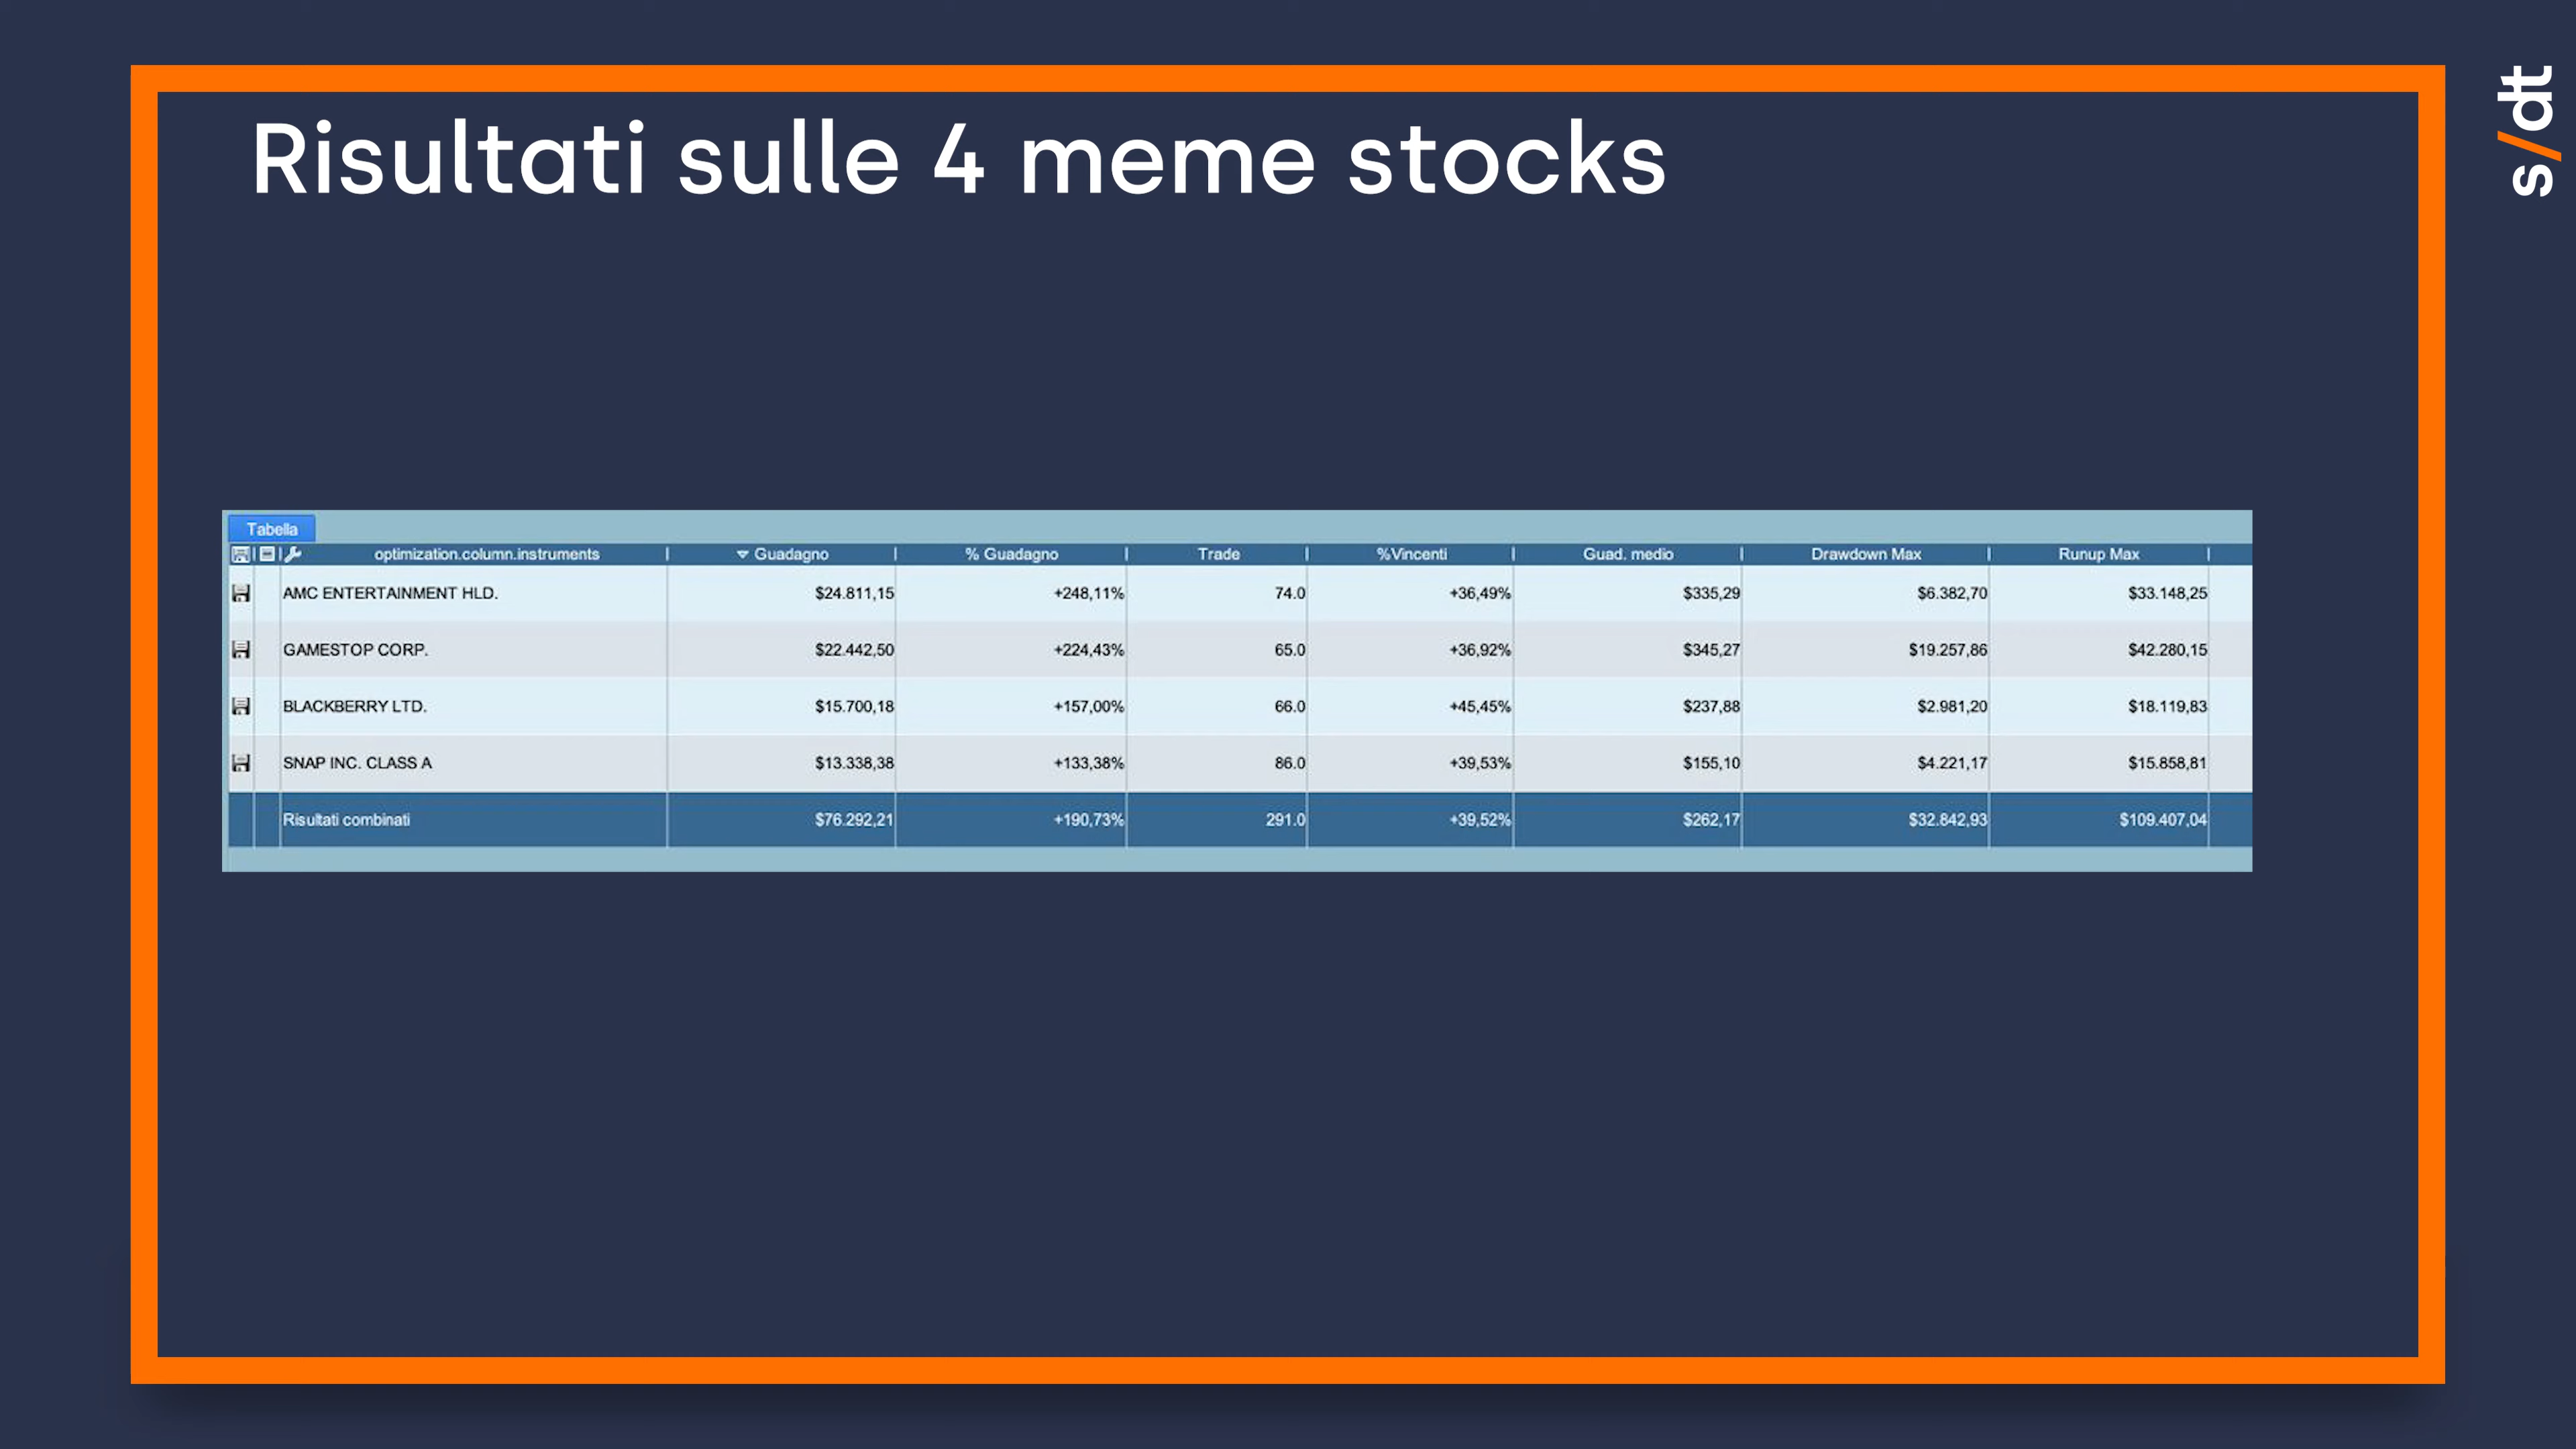 Risultati sulle 4 meme stocks
s/dt
Tabella
optimization.column.instruments Guadagno % Guadagno Trade %Vincenti Guad. medio Drawdown Max Runup Max
AMC ENTERTAINMENT HLD. $24.811,15 +248,11% 74.0 +36,49% $335,29 $6.382,70 $33.148,25
GAMESTOP CORP. $22.442,50 +224,43% 65.0 +36,92% $345,27 $19.257,86 $42.280,15
BLACKBERRY LTD. $15.700,18 +157,00% 66.0 +45,45% $237,88 $2.981,20 $18.119,83
SNAP INC. CLASS A $13.338,38 +133,38% 86.0 +39,53% $155,10 $4.221,17 $15.858,81
Risultati combinati $76.292,21 +190,73% 291.0 +39,52% $262,17 $32.842,93 $109.407,04